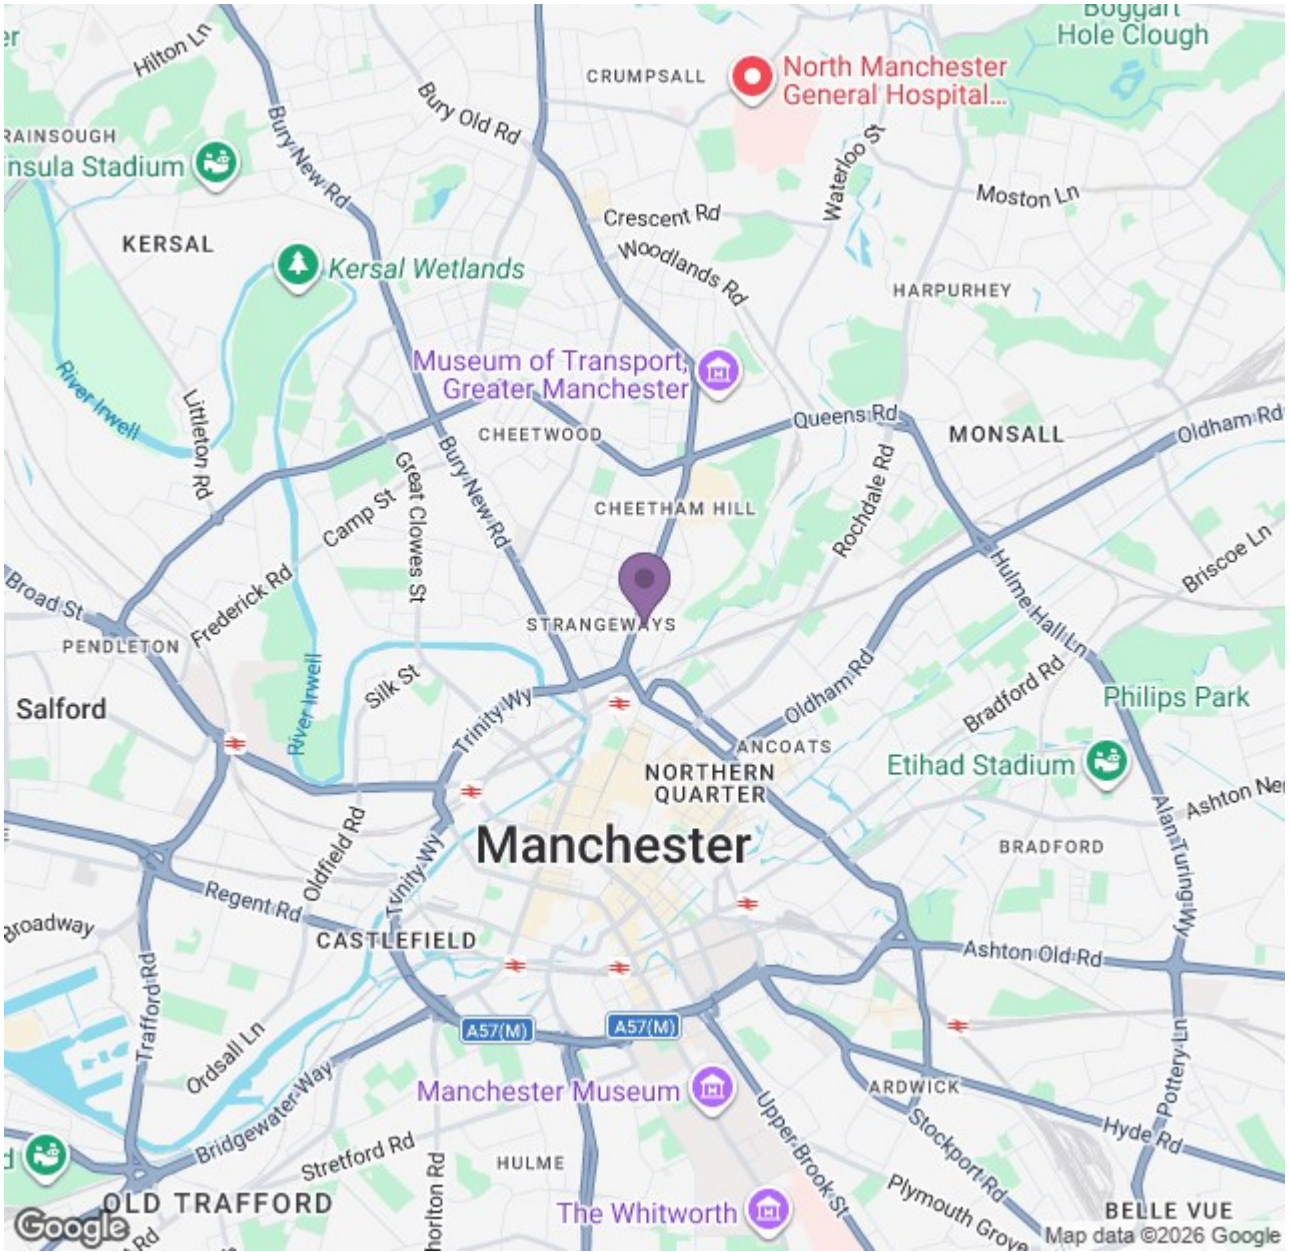 Boggart
Hole Clough
Hilton Ln
CRUMPSALL
North Manchester
General Hospital...
Bury Old Rd
Bury New Rd
RAINSOUGH
nsula Stadium
Waterloo St
Moston Ln
Crescent Rd
KERSAL
Kersal Wetlands
Woodlands Rd
HARPURHEY
Museum of Transport,
Greater Manchester
River Irwell
Littleton Rd
Queens Rd
Oldham Rd
CHEETWOOD
MONSALL
Bury New Rd
Great Clowes St
Camp St
Rochdale Rd
CHEETHAM HILL
Briscoe Ln
Broad St
Frederick Rd
Hulme Hall Ln
STRANGEWAYS
PENDLETON
Silk St
River Irwell
Oldham Rd
Bradford Rd
Philips Park
Salford
Trinity Wy
ANCOATS
Etihad Stadium
NORTHERN
QUARTER
Ashton Ne
Alan Turing Wy
Oldfield Rd
Manchester
BRADFORD
Trinity Wy
Regent Rd
Broadway
CASTLEFIELD
Ashton Old Rd
Trafford Rd
A57(M)
A57(M)
Ordsall Ln
Pottery Ln
Manchester Museum
ARDWICK
Bridgewater Way
Upper Brook St
Stockport Rd
Hyde Rd
Stretford Rd
HULME
d
horlton Rd
Plymouth Grove
OLD TRAFFORD
The Whitworth
BELLE VUE
Google
Rd
Map data ©2026 Google